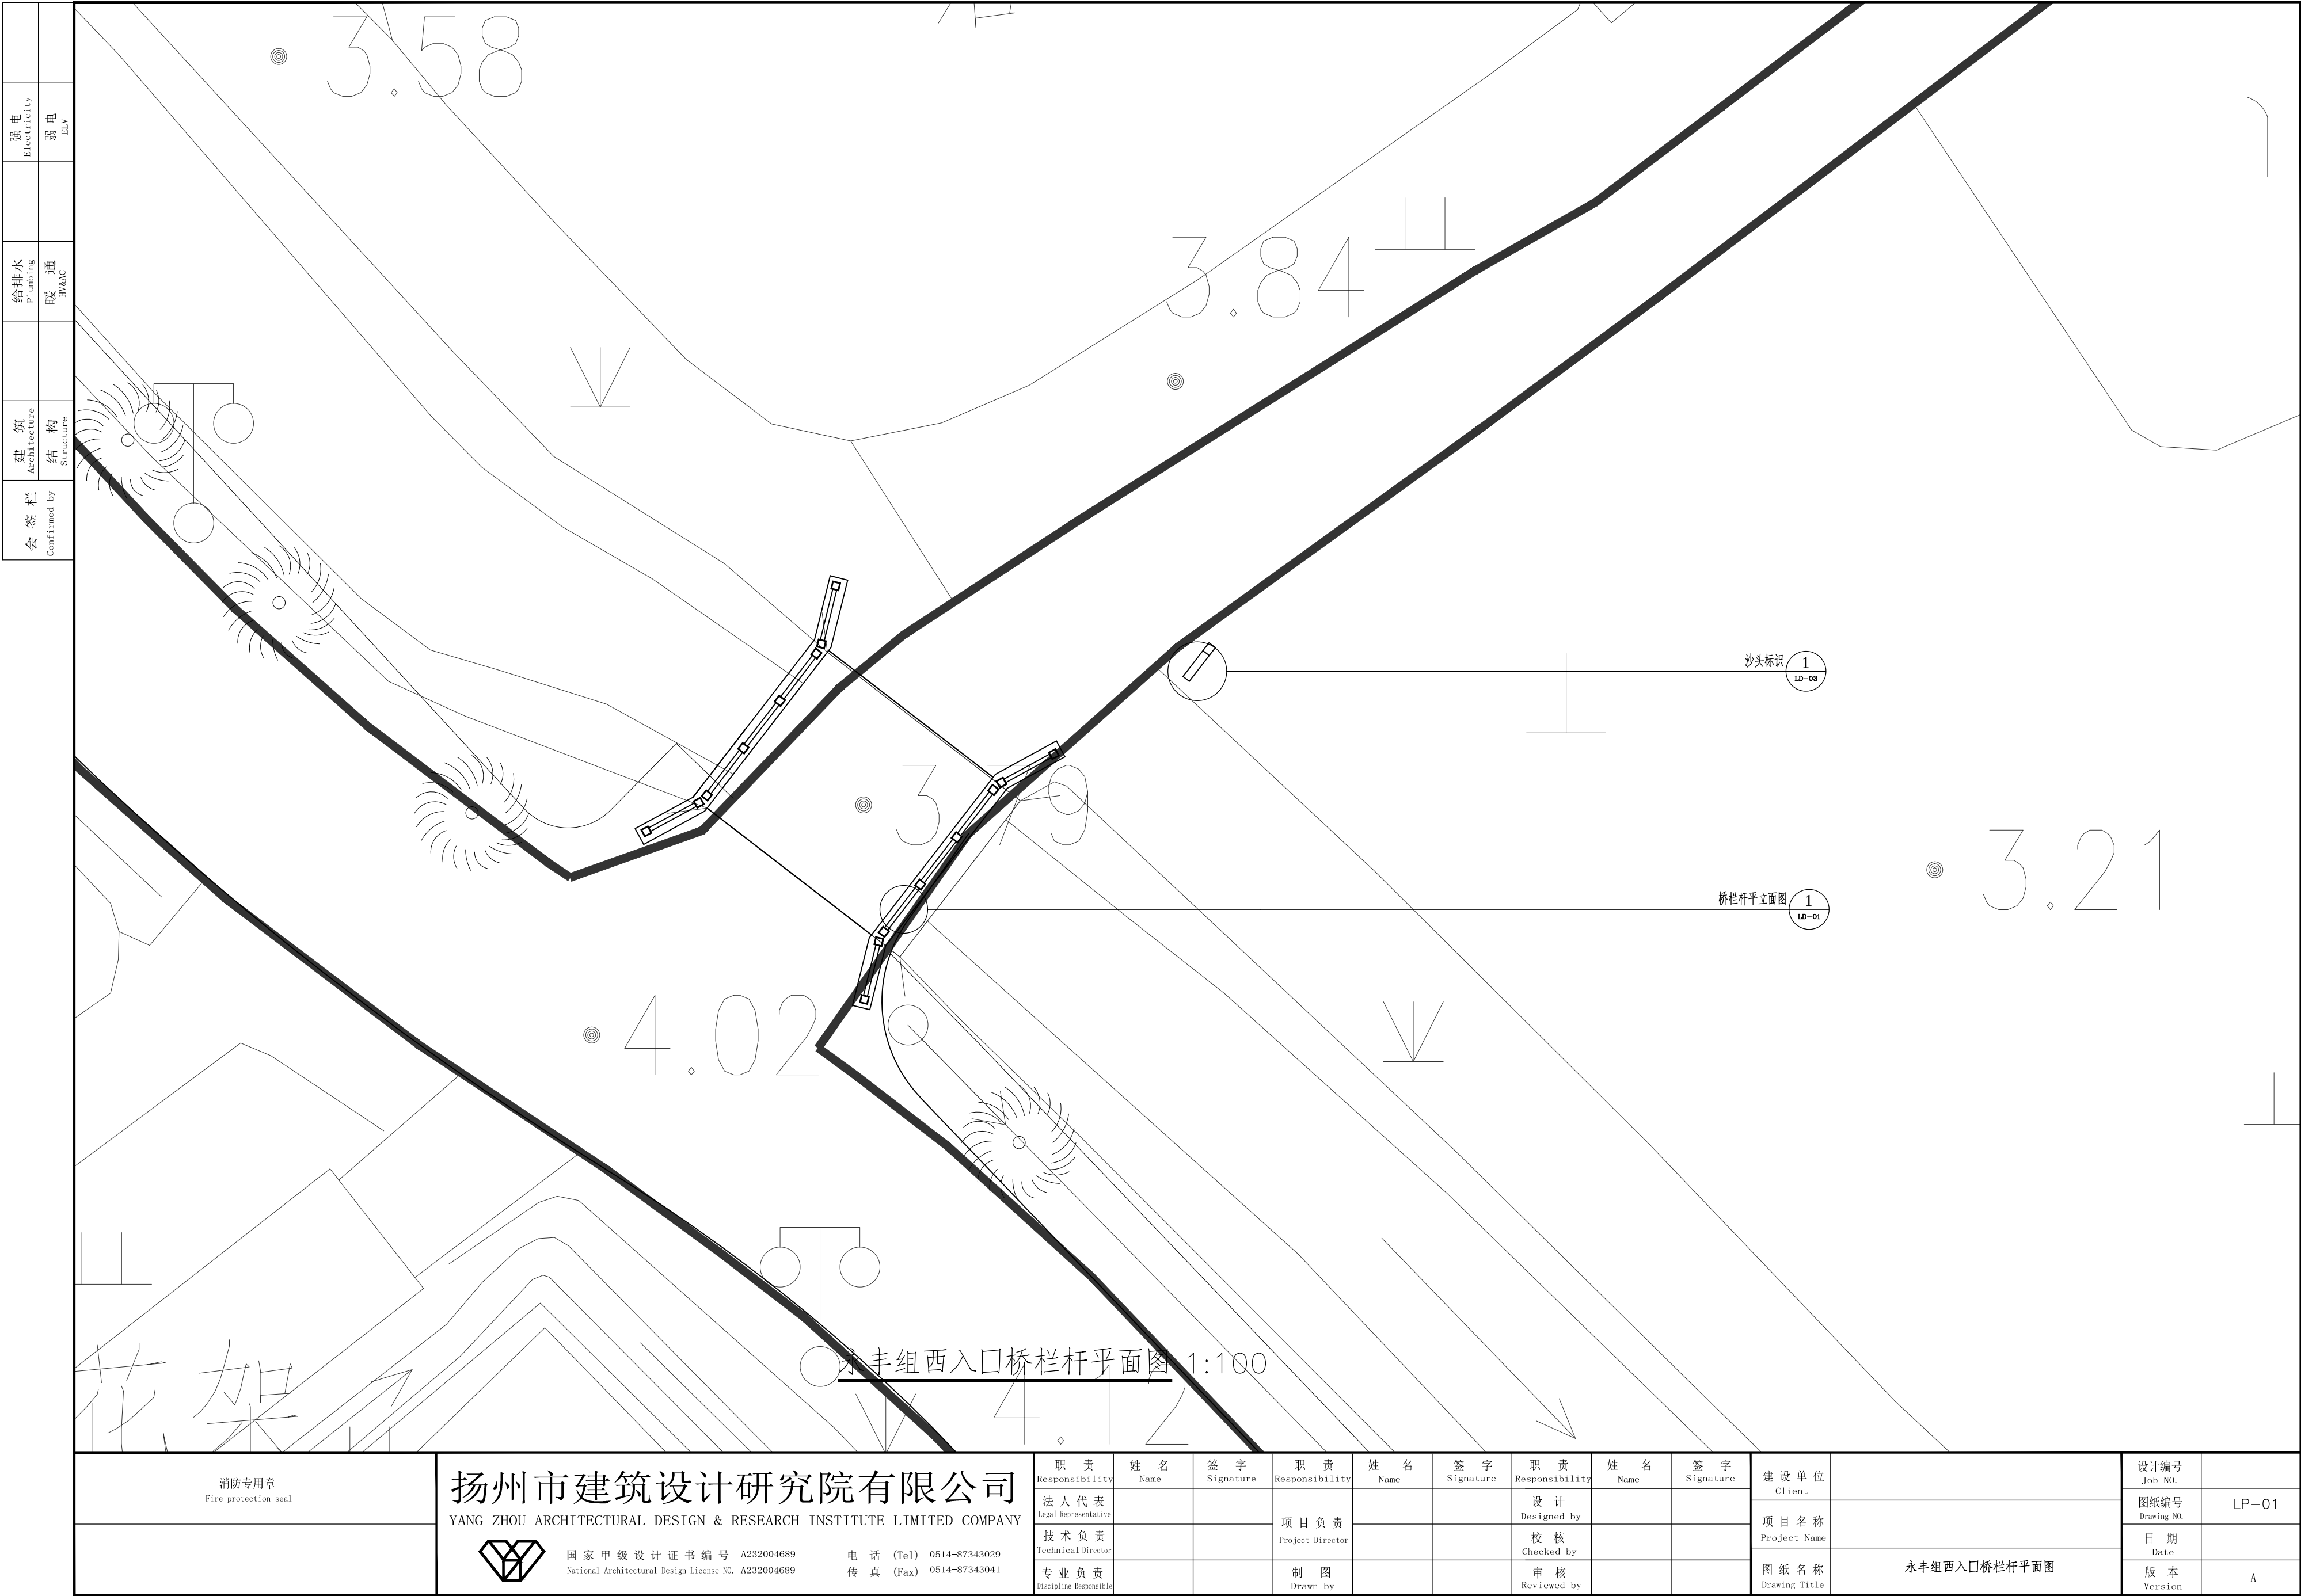 强 电
Electricity
弱 电
ELV
给排水
Plumbing
暖 通
HV&AC
建 筑
Architecture
结 构
Structure
会 签 栏
Confirmed by
3.58
3.84
沙头标识
1
LD-03
3.79
3.21
桥栏杆平立面图
1
LD-01
4.02
永丰组西入口桥栏杆平面图 1:100
花 架
4.12
消防专用章
Fire protection seal
扬州市建筑设计研究院有限公司
YANG ZHOU ARCHITECTURAL DESIGN & RESEARCH INSTITUTE LIMITED COMPANY
国 家 甲 级 设 计 证 书 编 号 A232004689
National Architectural Design License NO. A232004689
电 话 (Tel) 0514-87343029
传 真 (Fax) 0514-87343041
职 责 姓 名 签 字 职 责 姓 名 签 字 职 责 姓 名 签 字
Responsibility Name Signature Responsibility Name Signature Responsibility Name Signature
法 人 代 表
Legal Representative
技 术 负 责
Technical Director
专 业 负 责
Discipline Responsible
项 目 负 责
Project Director
制 图
Drawn by
设 计
Designed by
校 核
Checked by
审 核
Reviewed by
建 设 单 位
Client
项 目 名 称
Project Name
图 纸 名 称
Drawing Title
永丰组西入口桥栏杆平面图
设计编号
Job NO.
图纸编号
Drawing NO.
LP-01
日 期
Date
版 本
Version
A